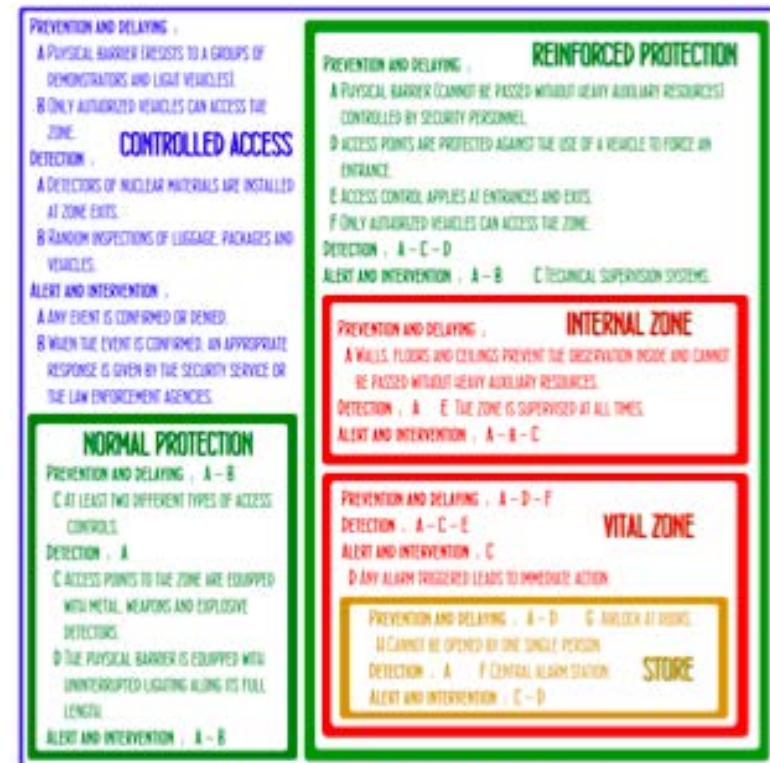 PREVENTION AND DELAYING :
A PHYSICAL BARRIER (RESISTS TO A GROUPS OF
DEMONSTRATORS AND LIGHT VEHICLES).
B ONLY AUTHORIZED VEHICLES CAN ACCESS THE
ZONE.
CONTROLLED ACCESS
DETECTION :
A DETECTORS OF NUCLEAR MATERIALS ARE INSTALLED
AT ZONE EXITS.
B RANDOM INSPECTIONS OF LUGGAGE, PACKAGES AND
VEHICLES.
ALERT AND INTERVENTION :
A ANY EVENT IS CONFIRMED OR DENIED.
B WHEN THE EVENT IS CONFIRMED, AN APPROPRIATE
RESPONSE IS GIVEN BY THE SECURITY SERVICE OR
THE LAW ENFORCEMENT AGENCIES.
NORMAL PROTECTION
PREVENTION AND DELAYING : A - B
C AT LEAST TWO DIFFERENT TYPES OF ACCESS
CONTROLS.
DETECTION : A
C ACCESS POINTS TO THE ZONE ARE EQUIPPED
WITH METAL, WEAPONS AND EXPLOSIVE
DETECTORS.
D THE PHYSICAL BARRIER IS EQUIPPED WITH
UNINTERRUPTED LIGHTING ALONG ITS FULL
LENGTH.
ALERT AND INTERVENTION : A - B
REINFORCED PROTECTION
PREVENTION AND DELAYING :
A PHYSICAL BARRIER (CANNOT BE PASSED WITHOUT HEAVY AUXILIARY RESOURCES)
CONTROLLED BY SECURITY PERSONNEL.
D ACCESS POINTS ARE PROTECTED AGAINST THE USE OF A VEHICLE TO FORCE AN
ENTRANCE.
E ACCESS CONTROL APPLIES AT ENTRANCES AND EXITS.
F ONLY AUTHORIZED VEHICLES CAN ACCESS THE ZONE.
DETECTION : A - C - D
ALERT AND INTERVENTION : A - B C TECHNICAL SUPERVISION SYSTEMS.
PREVENTION AND DELAYING : INTERNAL ZONE
A WALLS, FLOORS AND CEILINGS PREVENT THE OBSERVATION INSIDE AND CANNOT
BE PASSED WITHOUT HEAVY AUXILIARY RESOURCES.
DETECTION : A E THE ZONE IS SUPERVISED AT ALL TIMES.
ALERT AND INTERVENTION : A - B - C
PREVENTION AND DELAYING : A - D - F
DETECTION : A - C - E
VITAL ZONE
ALERT AND INTERVENTION : C
D ANY ALARM TRIGGERED LEADS TO IMMEDIATE ACTION
PREVENTION AND DELAYING : A - D G AIRLOCK AT DOORS.
H CANNOT BE OPENED BY ONE SINGLE PERSON
DETECTION : A F CENTRAL ALARM STATION
STORE
ALERT AND INTERVENTION : C - D